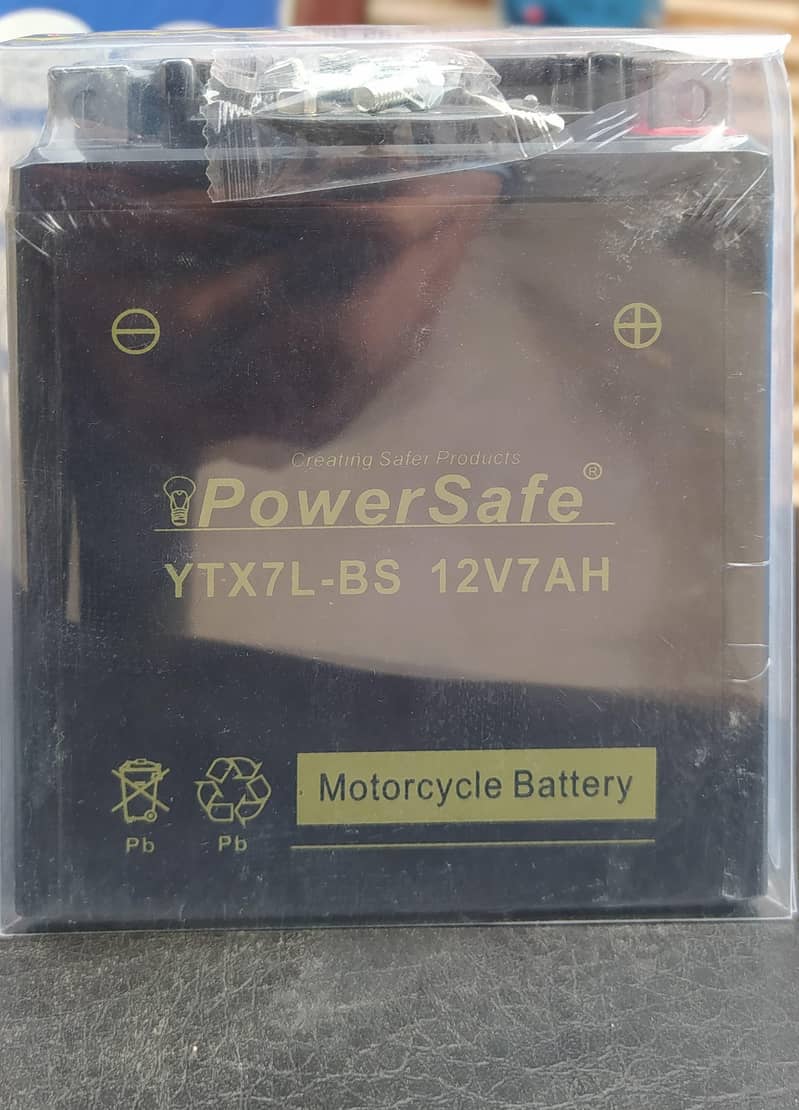 Creating Safer Products
PowerSafe®
YTX7L-BS 12V7AH
Motorcycle Battery
Pb Pb